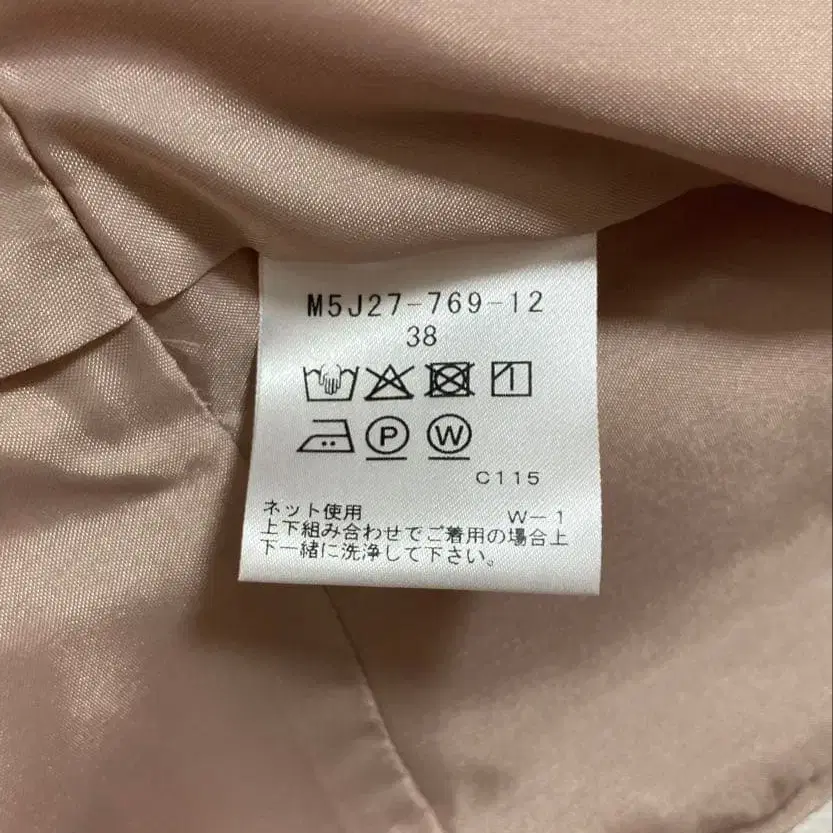 M5J27-769-12
38
P W
C115
ネット使用 W-1
上下組み合わせでご着用の場合上
下一緒に洗浄して下さい。